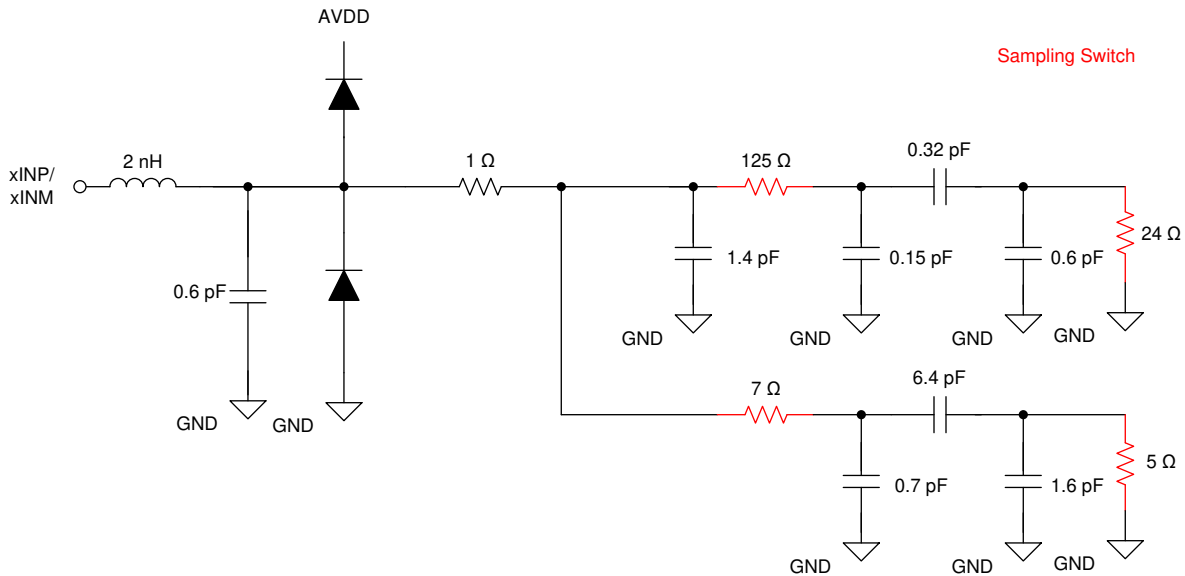 AVDD
Sampling Switch
xINP/
xINM
2 nH
1 Ω
125 Ω
0.32 pF
24 Ω
1.4 pF
0.15 pF
0.6 pF
0.6 pF
GND
GND
GND
GND
7 Ω
6.4 pF
GND
GND
5 Ω
0.7 pF
1.6 pF
GND
GND
GND